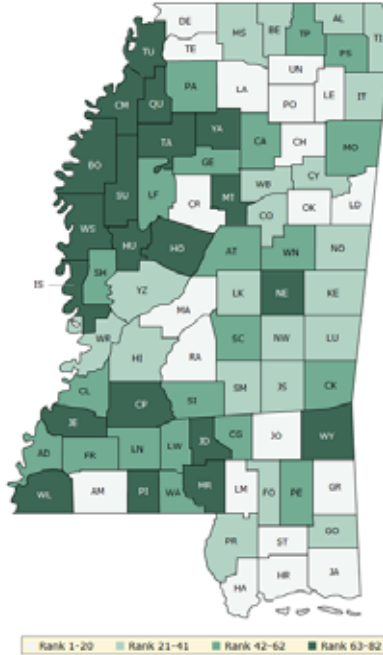 DE
AL
MS
BE
TP
TI
TU
TE
PS
UN
PA
LA
LE
IT
CM
QU
PO
YA
TA
CA
CH
MO
BO
GE
CY
WB
SU
LF
CR
MT
OK
LD
CO
WS
HU
HO
AT
WN
NO
SH
IS
YZ
LK
NE
KE
MA
WR
SC
NW
LU
HI
RA
CL
CP
SI
SM
JS
CK
JE
LN
LW
JD
CG
JO
WY
AD
FR
WL
AM
PI
WA
MR
LM
FO
PE
GR
PR
ST
GO
HA
HR
JA
Rank 1-20 Rank 21-41 Rank 42-62 Rank 63-82